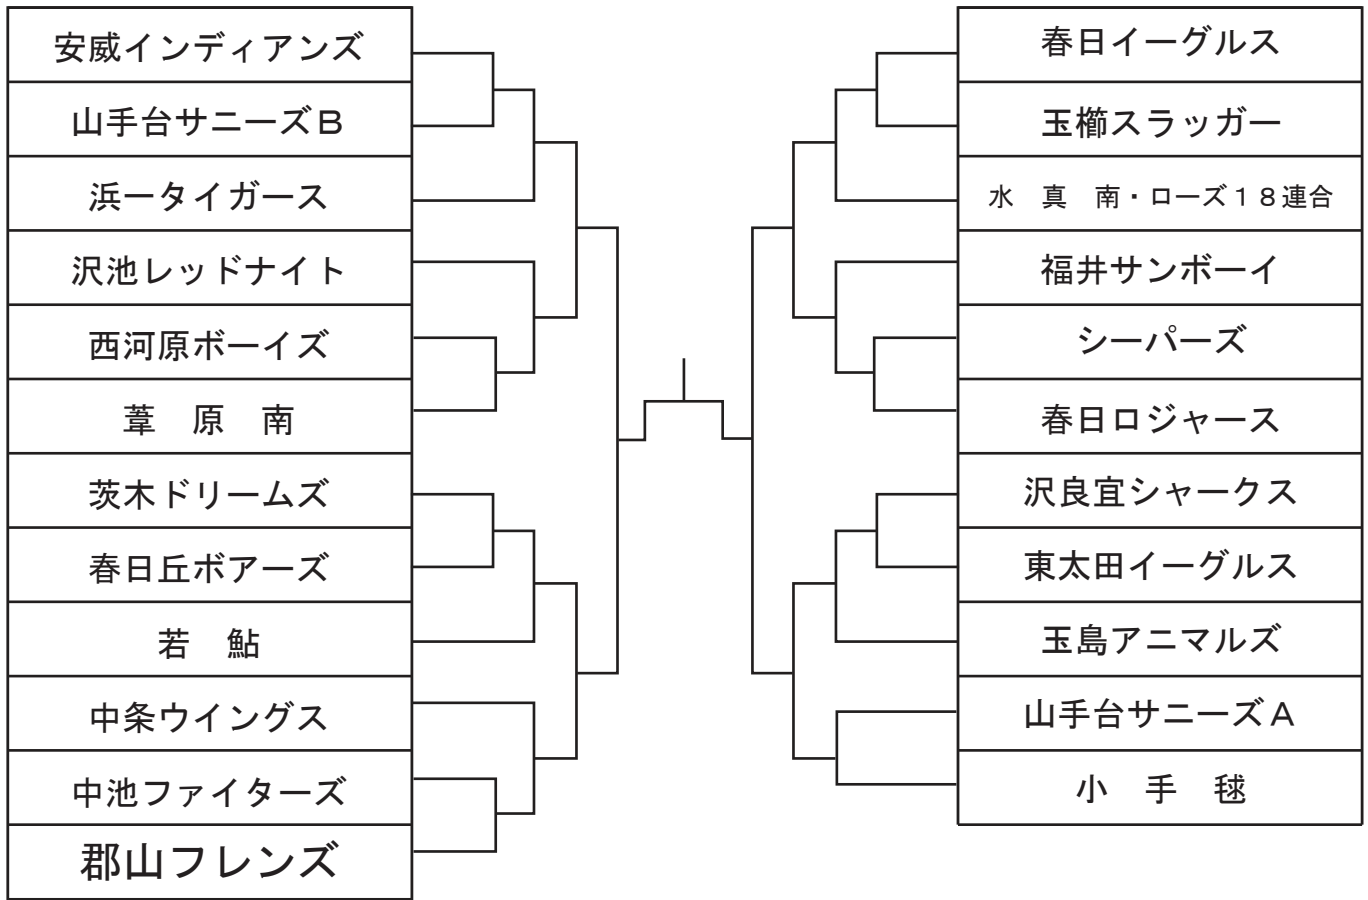 安威インディアンズ
山手台サニーズＢ
浜一タイガース
沢池レッドナイト
西河原ボーイズ
葦　原　南
茨木ドリームズ
春日丘ボアーズ
若　鮎
中条ウイングス
中池ファイターズ
郡山フレンズ
春日イーグルス
玉櫛スラッガー
水　真　南・ローズ１８連合
福井サンボーイ
シーパーズ
春日ロジャース
沢良宜シャークス
東太田イーグルス
玉島アニマルズ
山手台サニーズＡ
小　手　毬